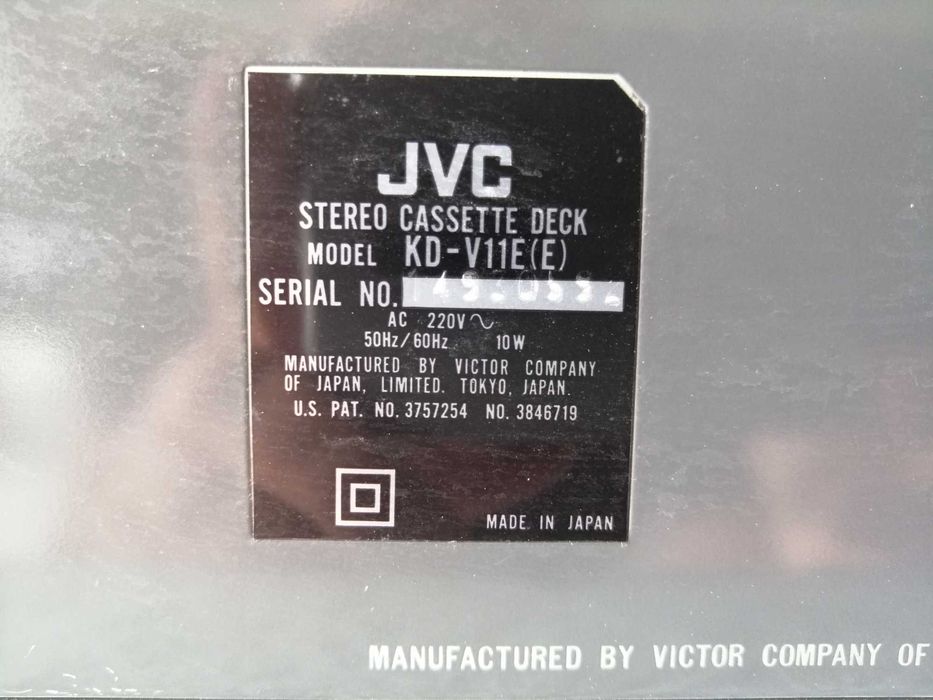 JVC
STEREO CASSETTE DECK
MODEL KD-V11E(E)
SERIAL NO.
AC 220V ~
50Hz/60Hz 10W
MANUFACTURED BY VICTOR COMPANY
OF JAPAN, LIMITED. TOKYO, JAPAN.
U.S. PAT. NO. 3757254 NO. 3846719
MADE IN JAPAN
MANUFACTURED BY VICTOR COMPANY OF